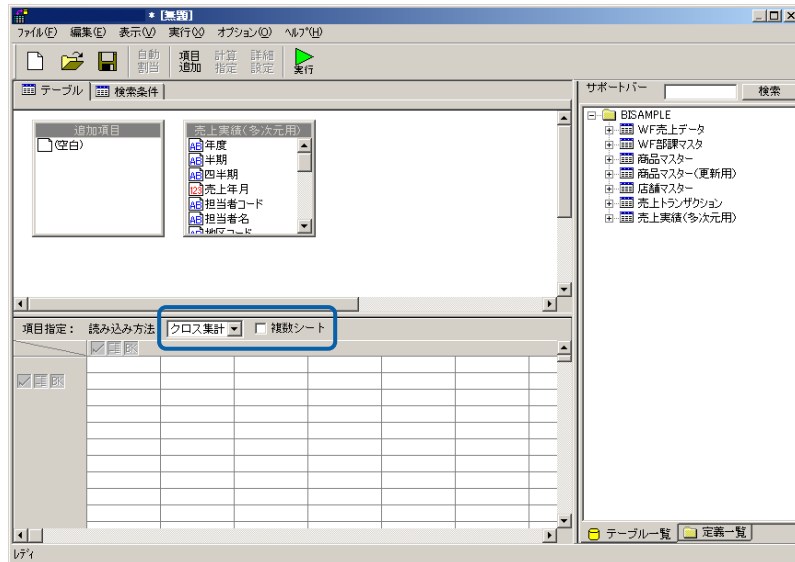 * [無題]
ﾌｧｲﾙ(F) 編集(E) 表示(V) 実行(X) オプション(O) ﾍﾙﾌﾟ(H)
自動割当 項目追加 計算指定 詳細設定 実行
テーブル 検索条件
サポートバー 検索
追加項目
(空白)
売上実績(多次元用)
年度
半期
四半期
売上年月
担当者コード
担当者名
地区コード
BISAMPLE
WF売上データ
WF部課マスタ
商品マスター
商品マスター(更新用)
店舗マスター
売上トランザクション
売上実績(多次元用)
項目指定： 読み込み方法 クロス集計 複数シート
テーブル一覧 定義一覧
ﾚﾃﾞｨ